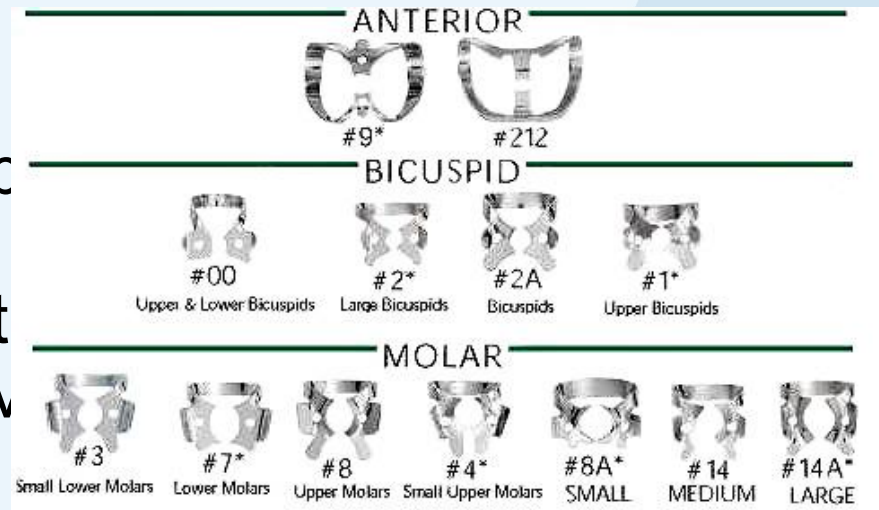 ANTERIOR
#9* #212
BICUSPID
#00 #2* #2A #1*
Upper & Lower Bicuspids Large Bicuspids Bicuspids Upper Bicuspids
MOLAR
#3 #7* #8 #4* #8A* #14 #14A*
Small Lower Molars Lower Molars Upper Molars Small Upper Molars SMALL MEDIUM LARGE